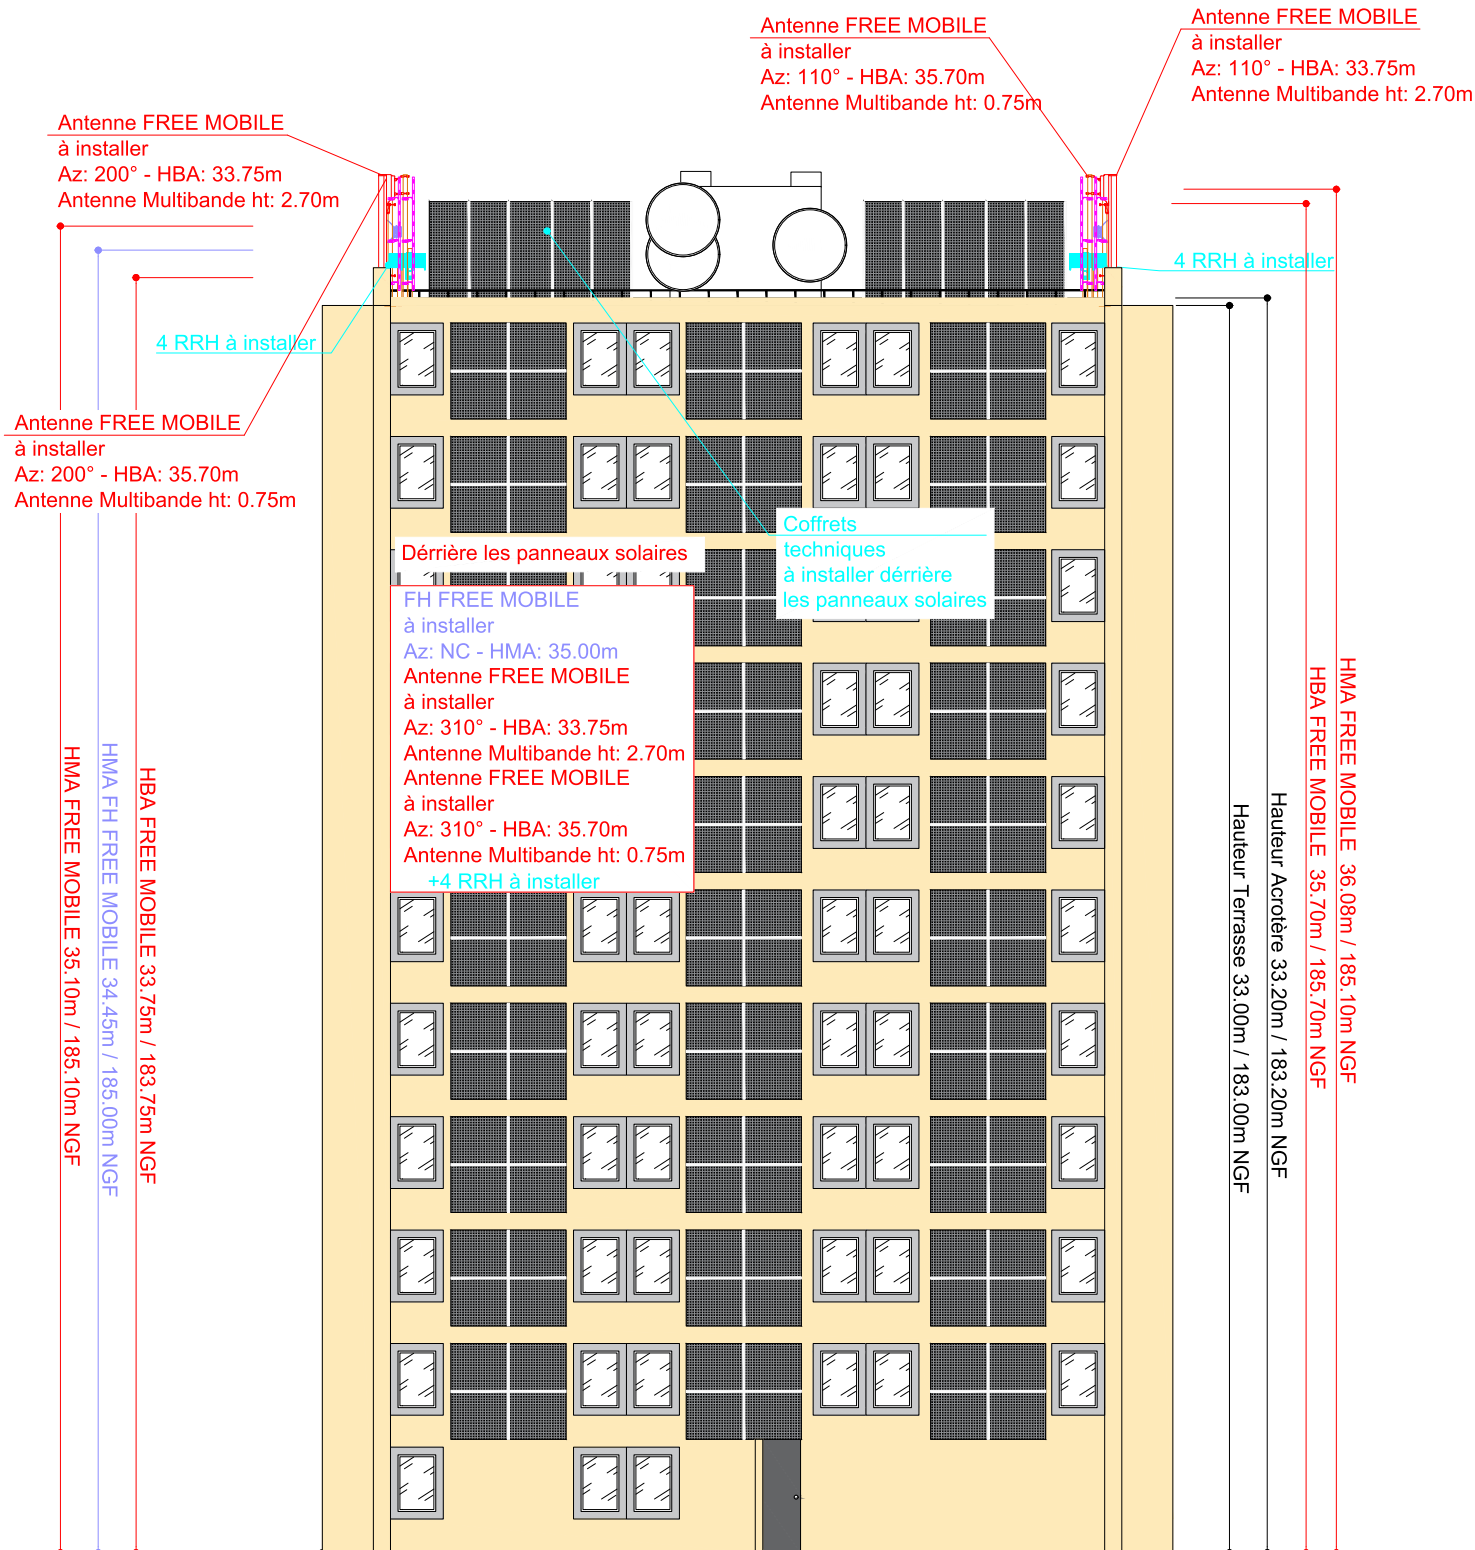 Antenne FREE MOBILE
à installer
Az: 110° - HBA: 35.70m
Antenne Multibande ht: 0.75m
Antenne FREE MOBILE
à installer
Az: 110° - HBA: 33.75m
Antenne Multibande ht: 2.70m
Antenne FREE MOBILE
à installer
Az: 200° - HBA: 33.75m
Antenne Multibande ht: 2.70m
4 RRH à installer
4 RRH à installer
Antenne FREE MOBILE
à installer
Az: 200° - HBA: 35.70m
Antenne Multibande ht: 0.75m
Coffrets
techniques
à installer dérrière
les panneaux solaires
Dérrière les panneaux solaires
FH FREE MOBILE
à installer
Az: NC - HMA: 35.00m
Antenne FREE MOBILE
à installer
Az: 310° - HBA: 33.75m
Antenne Multibande ht: 2.70m
Antenne FREE MOBILE
à installer
Az: 310° - HBA: 35.70m
Antenne Multibande ht: 0.75m
+4 RRH à installer
HMA FREE MOBILE 35.10m / 185.10m NGF
HMA FH FREE MOBILE 34.45m / 185.00m NGF
HBA FREE MOBILE 33.75m / 183.75m NGF
Hauteur Terrasse 33.00m / 183.00m NGF
Hauteur Acrotère 33.20m / 183.20m NGF
HBA FREE MOBILE 35.70m / 185.70m NGF
HMA FREE MOBILE 36.08m / 185.10m NGF